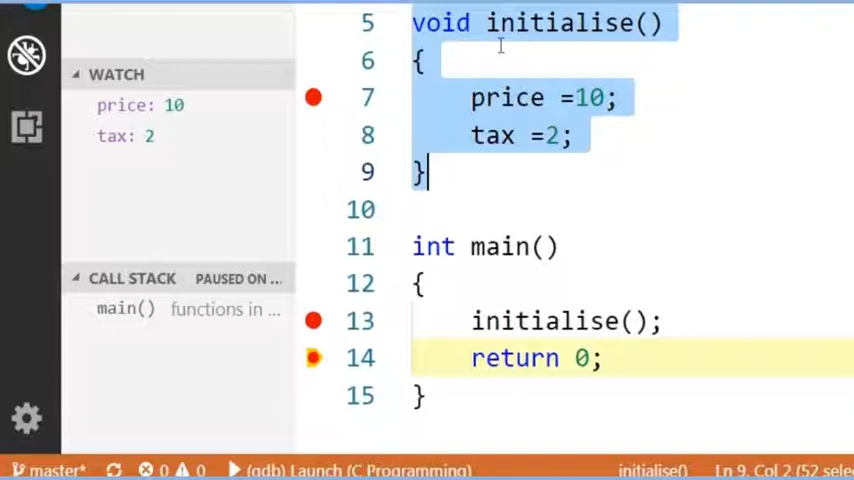 WATCH
price: 10
tax: 2
CALL STACK PAUSED ON ...
main() functions in ...
5 void initialise()
6 {
7 price =10;
8 tax =2;
9 }
10
11 int main()
12 {
13 initialise();
14 return 0;
15 }
master* 0 0 (gdb) Launch (C Programming) initialise() Ln 9, Col 2 (52 selec